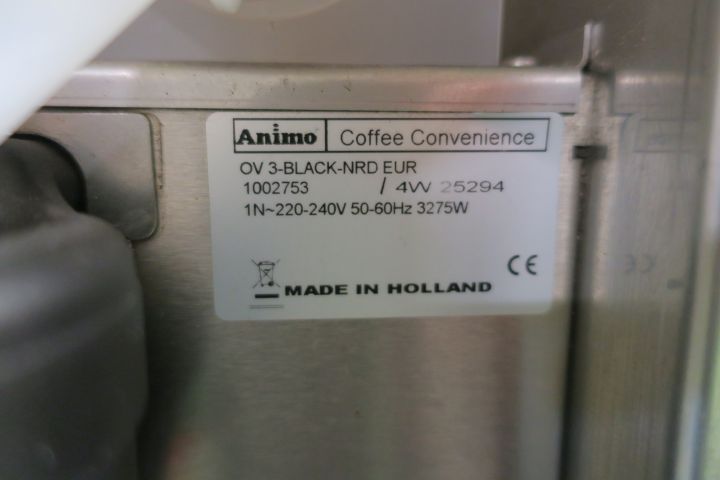 Animo Coffee Convenience
OV 3-BLACK-NRD EUR
1002753 / 4W 25294
1N~220-240V 50-60Hz 3275W
CE
MADE IN HOLLAND